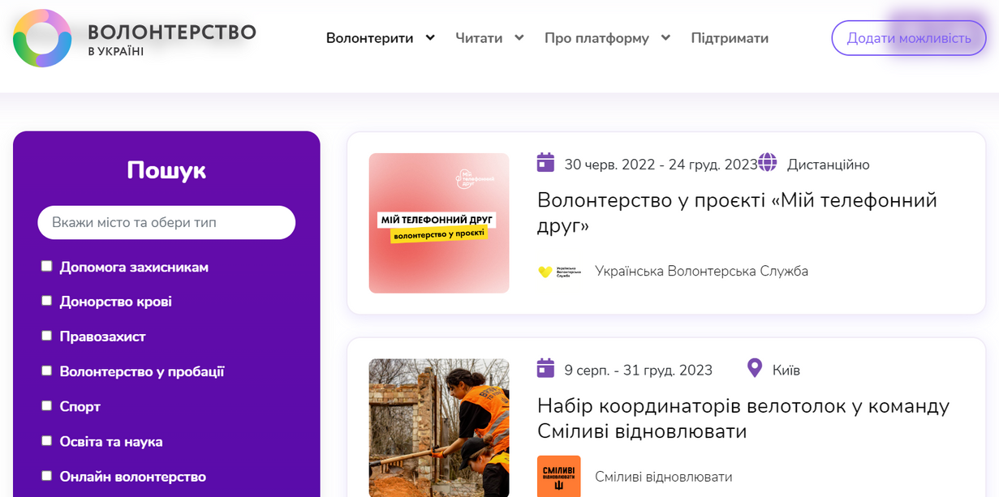 ВОЛОНТЕРСТВО
В УКРАЇНІ
Волонтерити
Читати
Про платформу
Підтримати
Додати можливість
Пошук
Вкажи місто та обери тип
Допомога захисникам
Донорство крові
Правозахист
Волонтерство у пробації
Спорт
Освіта та наука
Онлайн волонтерство
Мій
телефонний
друг
МІЙ ТЕЛЕФОННИЙ ДРУГ
волонтерство у проєкті
30 черв. 2022 - 24 груд. 2023
Дистанційно
Волонтерство у проєкті «Мій телефонний
друг»
Українська
Волонтерська
Служба
Українська Волонтерська Служба
9 серп. - 31 груд. 2023
Київ
Набір координаторів велотолок у команду
Сміливі відновлювати
СМІЛИВІ
ВІДНОВЛЮВАТИ
Сміливі відновлювати